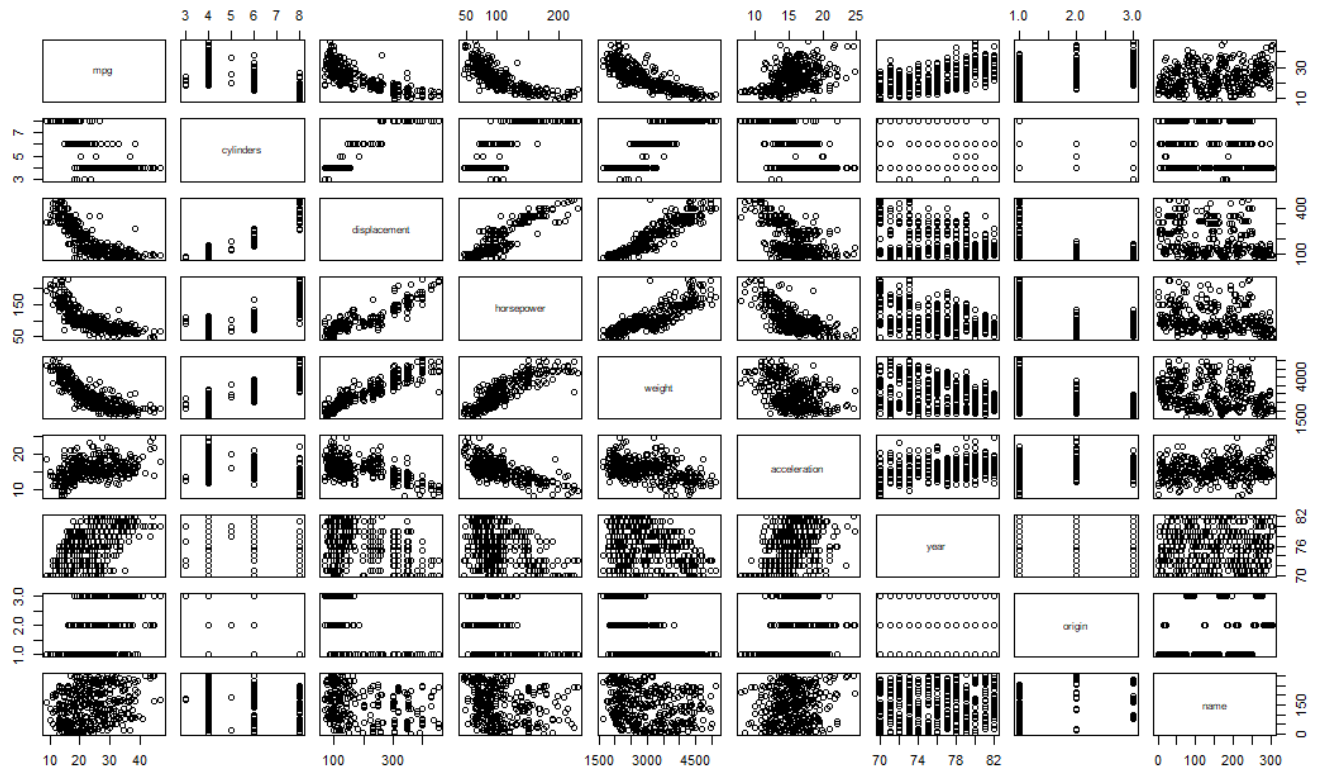 3 4 5 6 7 8
50 100 200
10 15 20 25
1.0 2.0 3.0
mpg
10 30
3 5 7
cylinders
displacement
100 400
50 150
horsepower
weight
1500 4000
10 20
acceleration
year
70 76 82
1.0 2.0 3.0
origin
name
0 150
10 20 30 40
100 300
1500 3000 4500
70 74 78 82
0 100 200 300